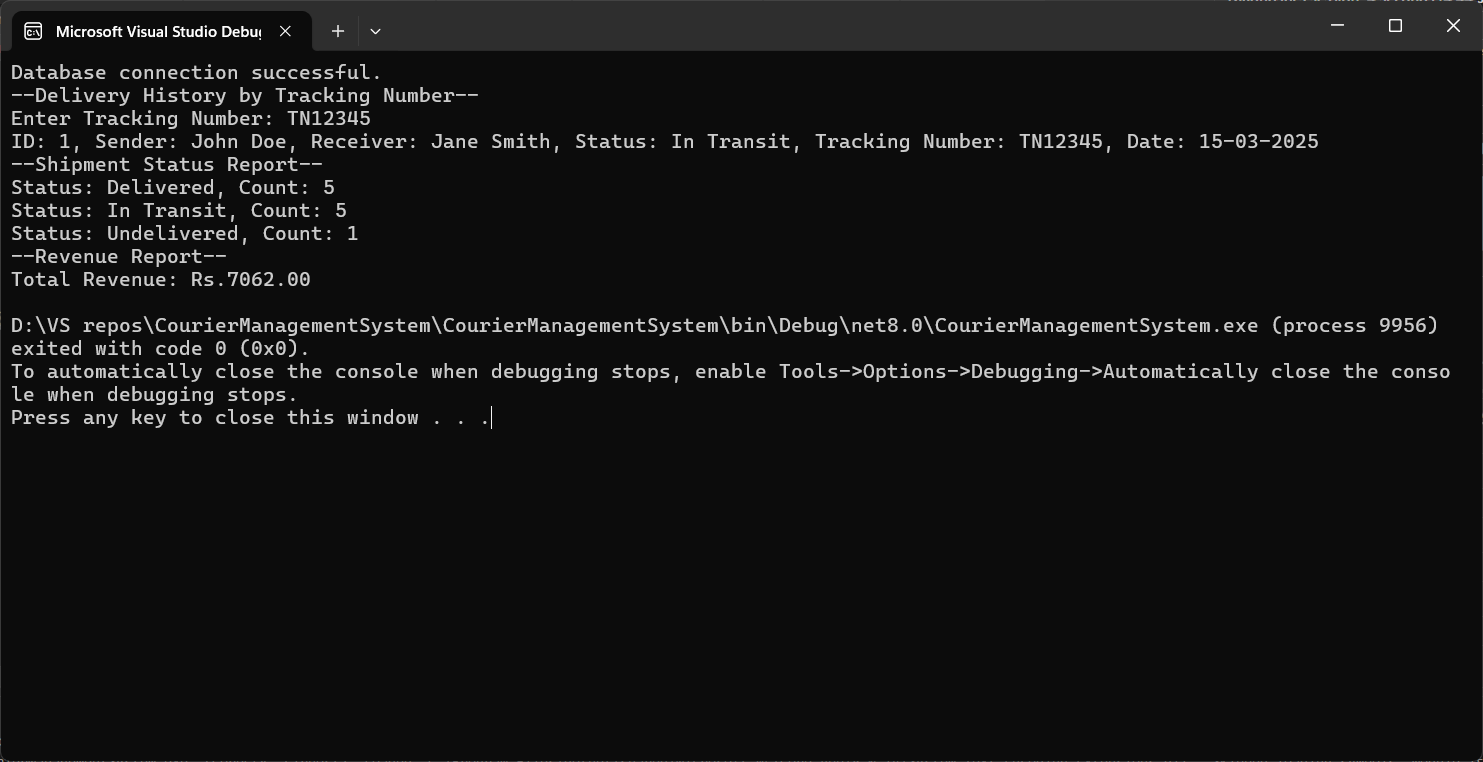 Microsoft Visual Studio Debug
Database connection successful.
--Delivery History by Tracking Number--
Enter Tracking Number: TN12345
ID: 1, Sender: John Doe, Receiver: Jane Smith, Status: In Transit, Tracking Number: TN12345, Date: 15-03-2025
--Shipment Status Report--
Status: Delivered, Count: 5
Status: In Transit, Count: 5
Status: Undelivered, Count: 1
--Revenue Report--
Total Revenue: Rs.7062.00
D:\VS repos\CourierManagementSystem\CourierManagementSystem\bin\Debug\net8.0\CourierManagementSystem.exe (process 9956)
exited with code 0 (0x0).
To automatically close the console when debugging stops, enable Tools->Options->Debugging->Automatically close the conso
le when debugging stops.
Press any key to close this window . . .